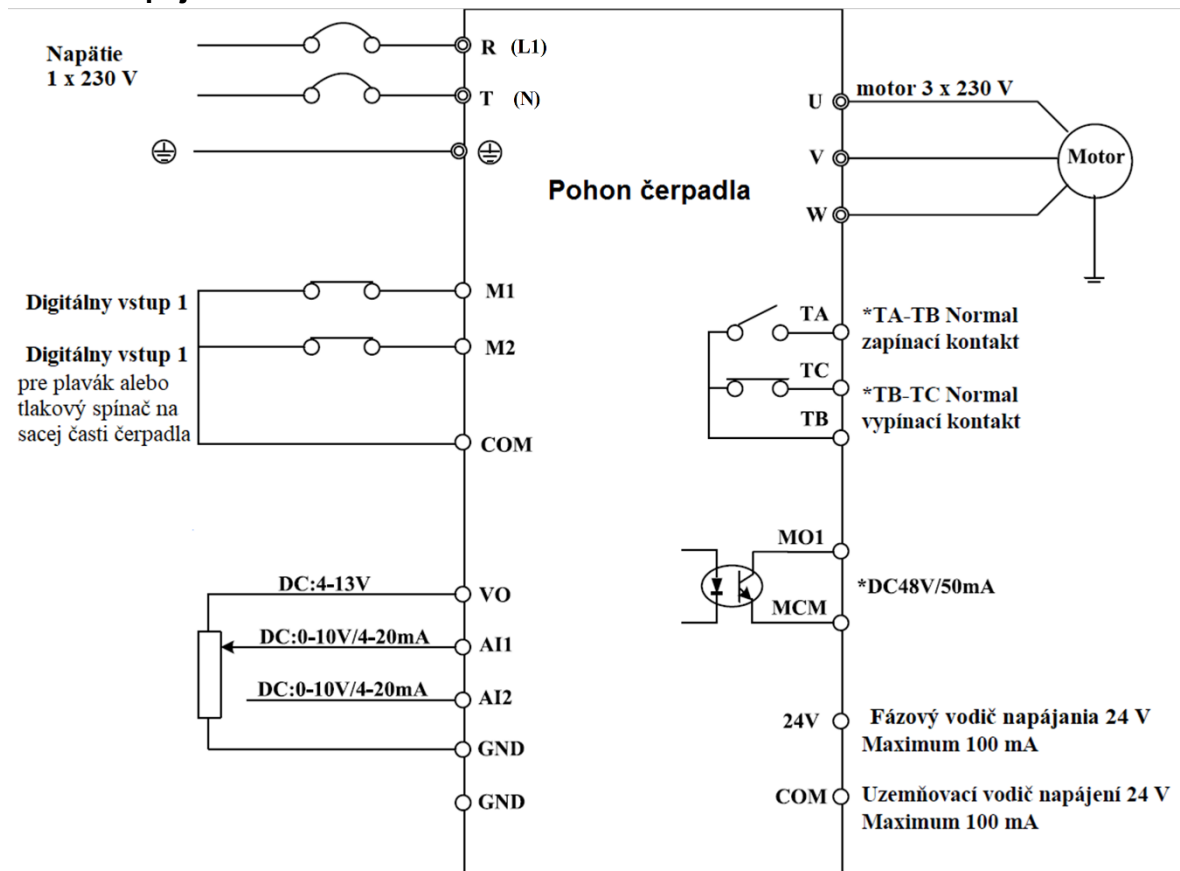 Napätie
1 x 230 V
R (L1)
T (N)
Pohon čerpadla
U
motor 3 x 230 V
V
Motor
W
Digitálny vstup 1
M1
Digitálny vstup 1
M2
pre plavák alebo
tlakový spínač na
sacej časti čerpadla
COM
TA
*TA-TB Normal
zapínací kontakt
TC
*TB-TC Normal
vypínací kontakt
TB
DC:4-13V
VO
DC:0-10V/4-20mA
AI1
DC:0-10V/4-20mA
AI2
GND
GND
MO1
*DC48V/50mA
MCM
24V
Fázový vodič napájania 24 V
Maximum 100 mA
COM
Uzemňovací vodič napájení 24 V
Maximum 100 mA